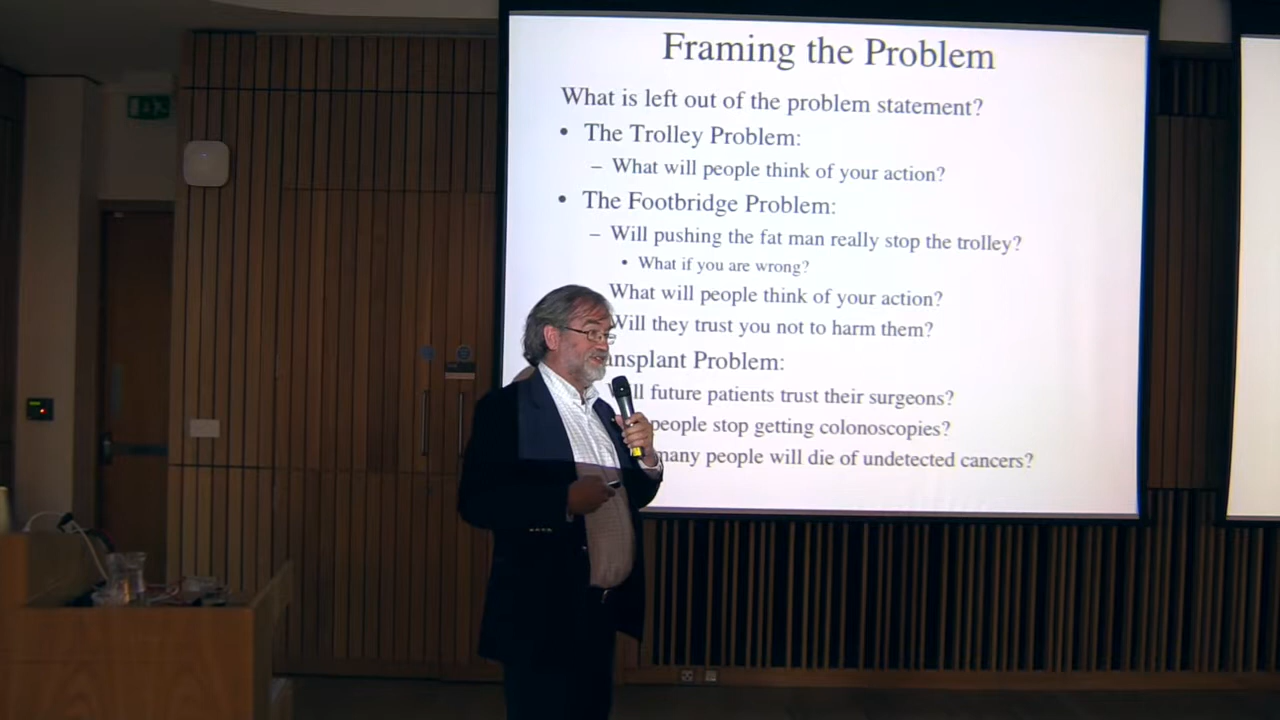 Framing the Problem
What is left out of the problem statement?
• The Trolley Problem:
– What will people think of your action?
• The Footbridge Problem:
– Will pushing the fat man really stop the trolley?
• What if you are wrong?
What will people think of your action?
Will they trust you not to harm them?
ansplant Problem:
ll future patients trust their surgeons?
people stop getting colonoscopies?
many people will die of undetected cancers?